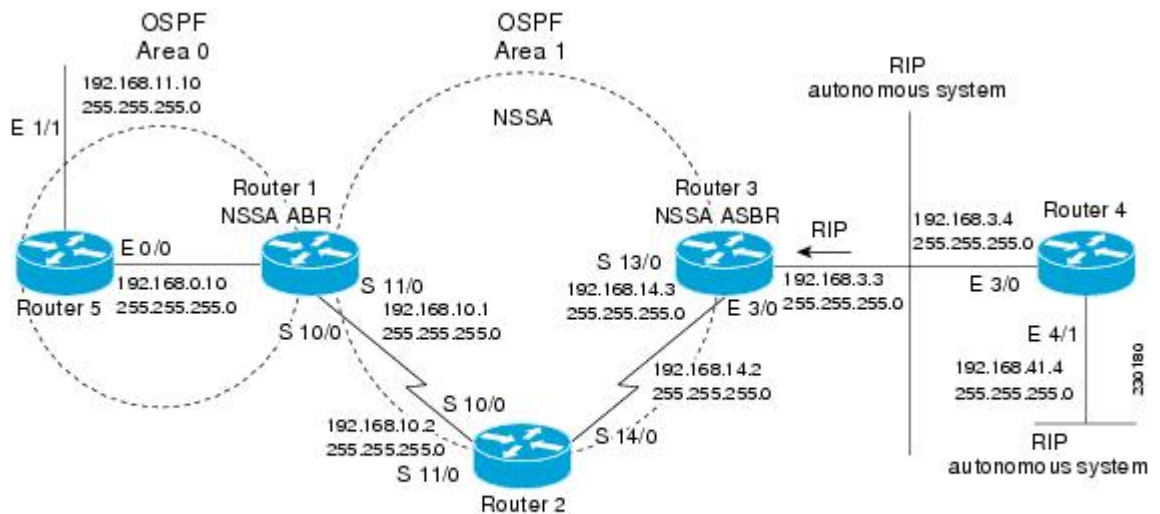 OSPF
Area 0
OSPF
Area 1
RIP
autonomous system
192.168.11.10
255.255.255.0
NSSA
E 1/1
Router 1
NSSA ABR
Router 3
NSSA ASBR
Router 4
192.168.3.4
255.255.255.0
RIP
E 0/0
192.168.0.10
255.255.255.0
Router 5
S 11/0
192.168.10.1
255.255.255.0
S 10/0
S 13/0
192.168.14.3
255.255.255.0
E 3/0
192.168.3.3
255.255.255.0
E 3/0
E 4/1
192.168.41.4
255.255.255.0
230180
192.168.14.2
255.255.255.0
S 10/0
192.168.10.2
255.255.255.0
S 11/0
S 14/0
Router 2
RIP
autonomous system